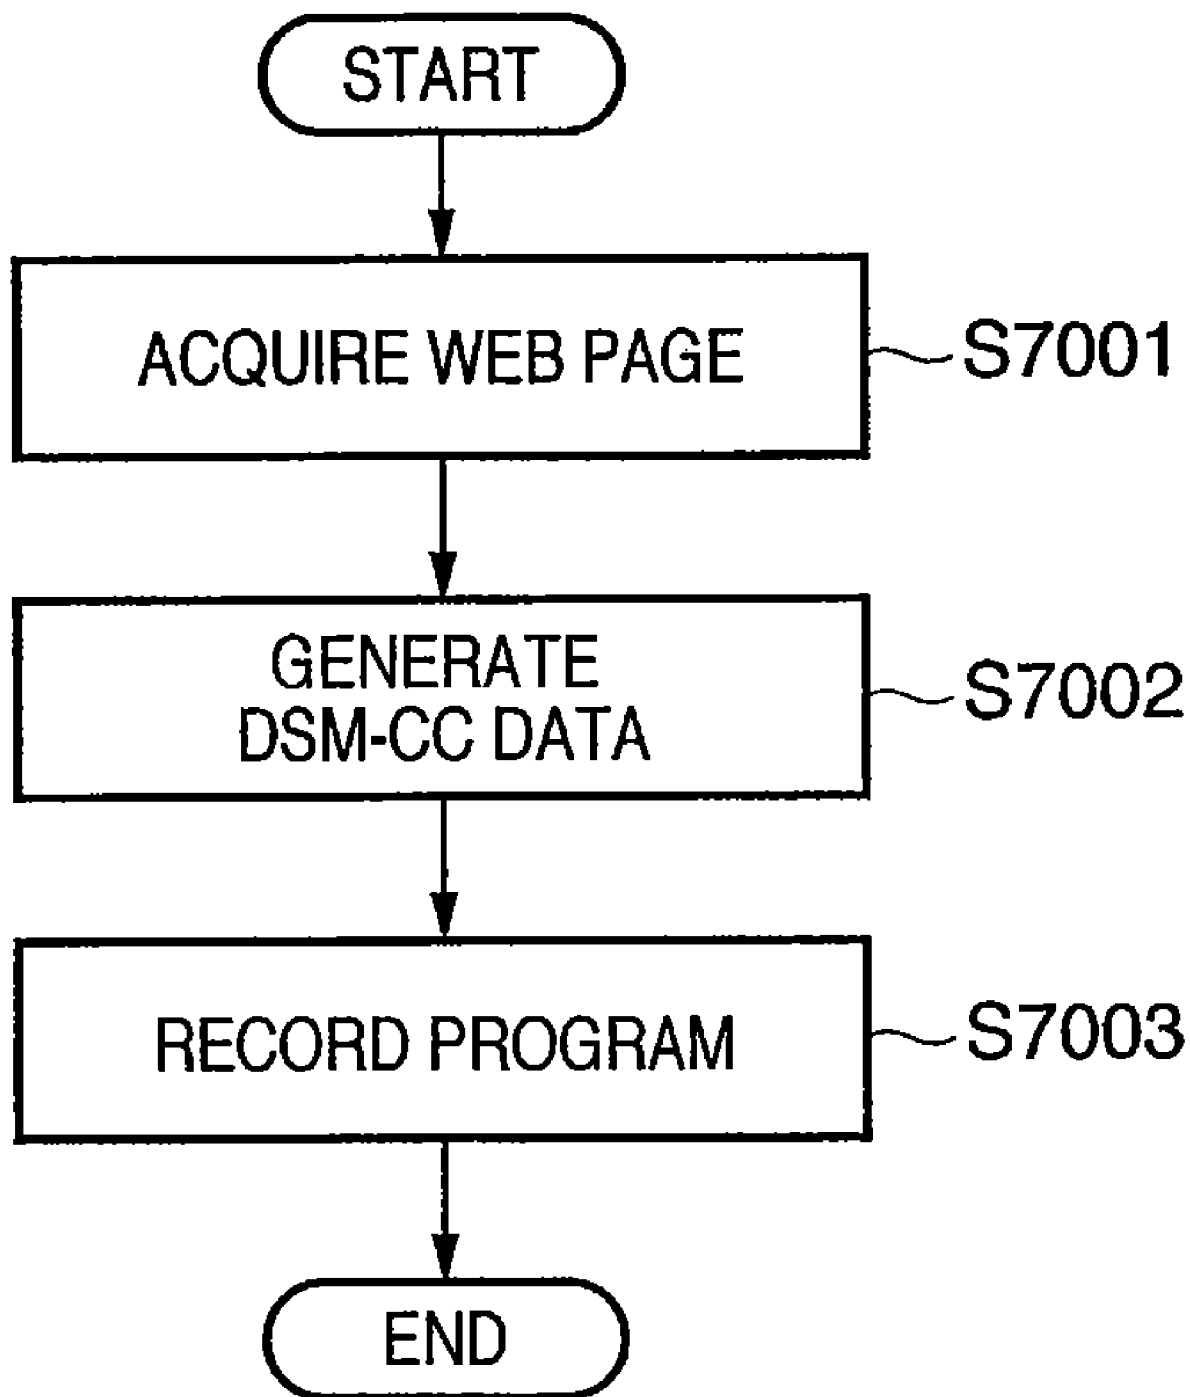 START
ACQUIRE WEB PAGE
S7001
GENERATE
DSM-CC DATA
S7002
RECORD PROGRAM
S7003
END